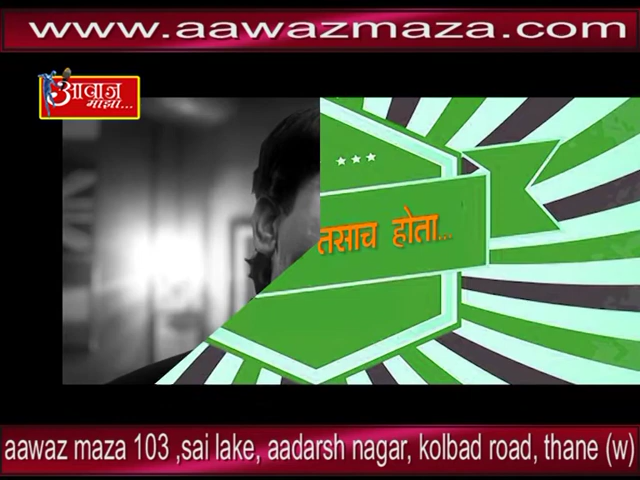 www.aawazmaza.com
आवाज
माझा...
तसाच होता...
aawaz maza 103 ,sai lake, aadarsh nagar, kolbad road, thane (w)